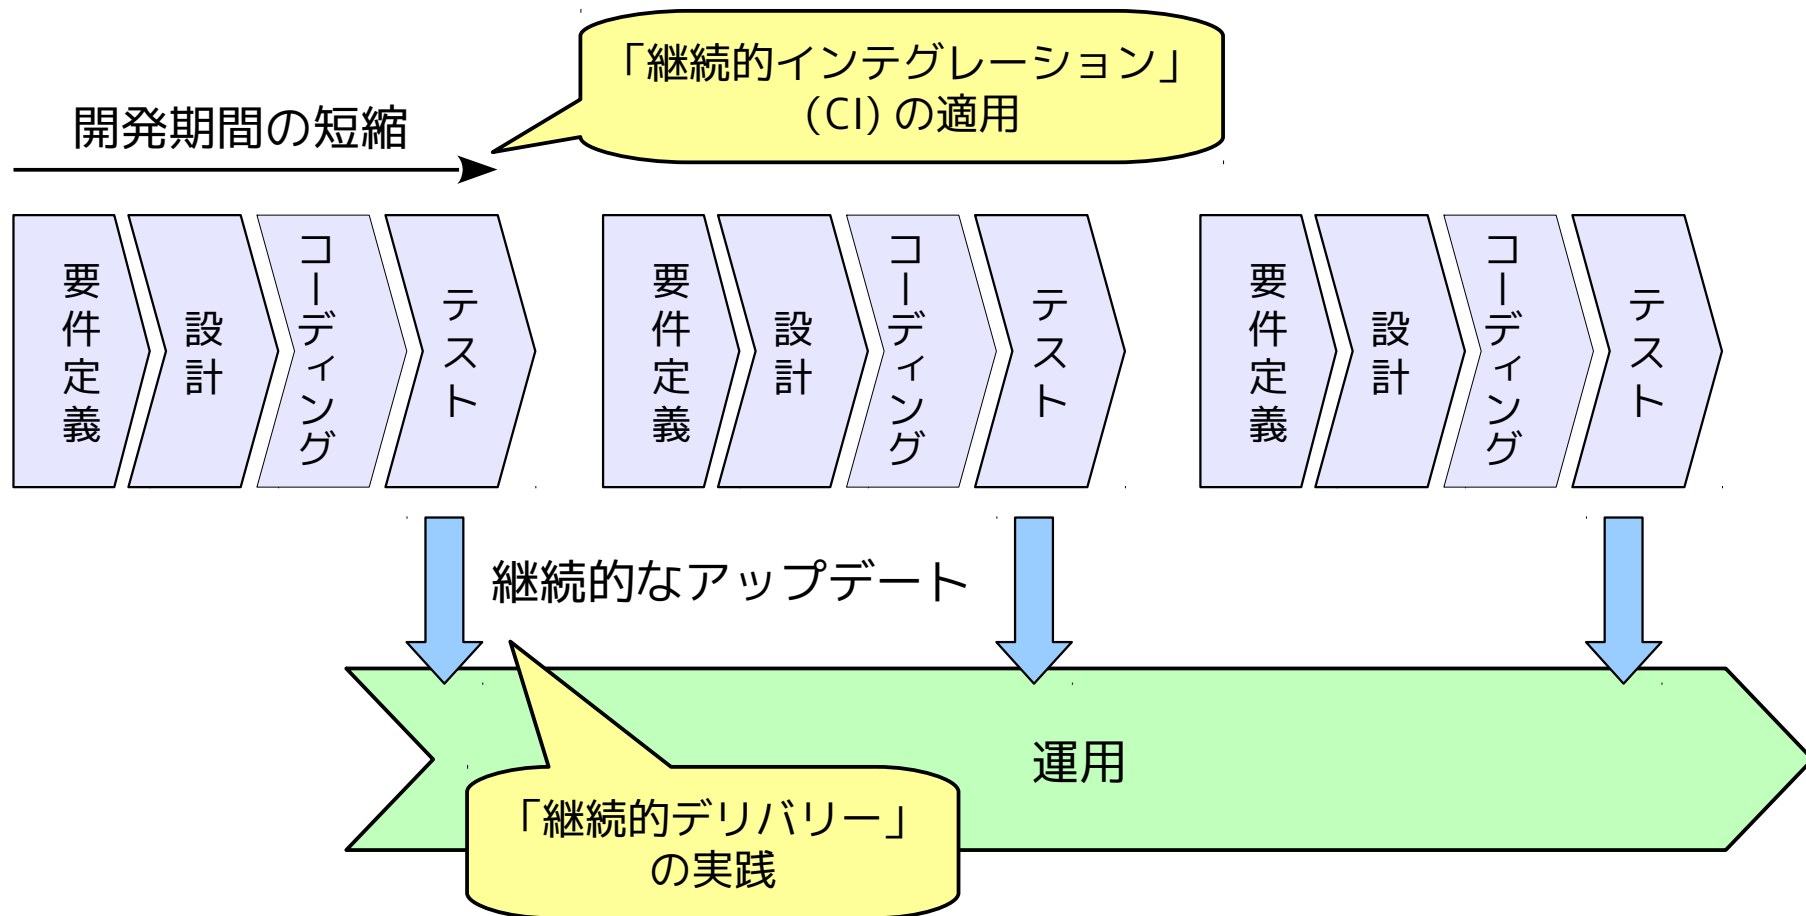 「継続的インテグレーション」
(CI) の適用
開発期間の短縮
要件定義
設計
コーディング
テスト
要件定義
設計
コーディング
テスト
要件定義
設計
コーディング
テスト
継続的なアップデート
運用
「継続的デリバリー」
の実践